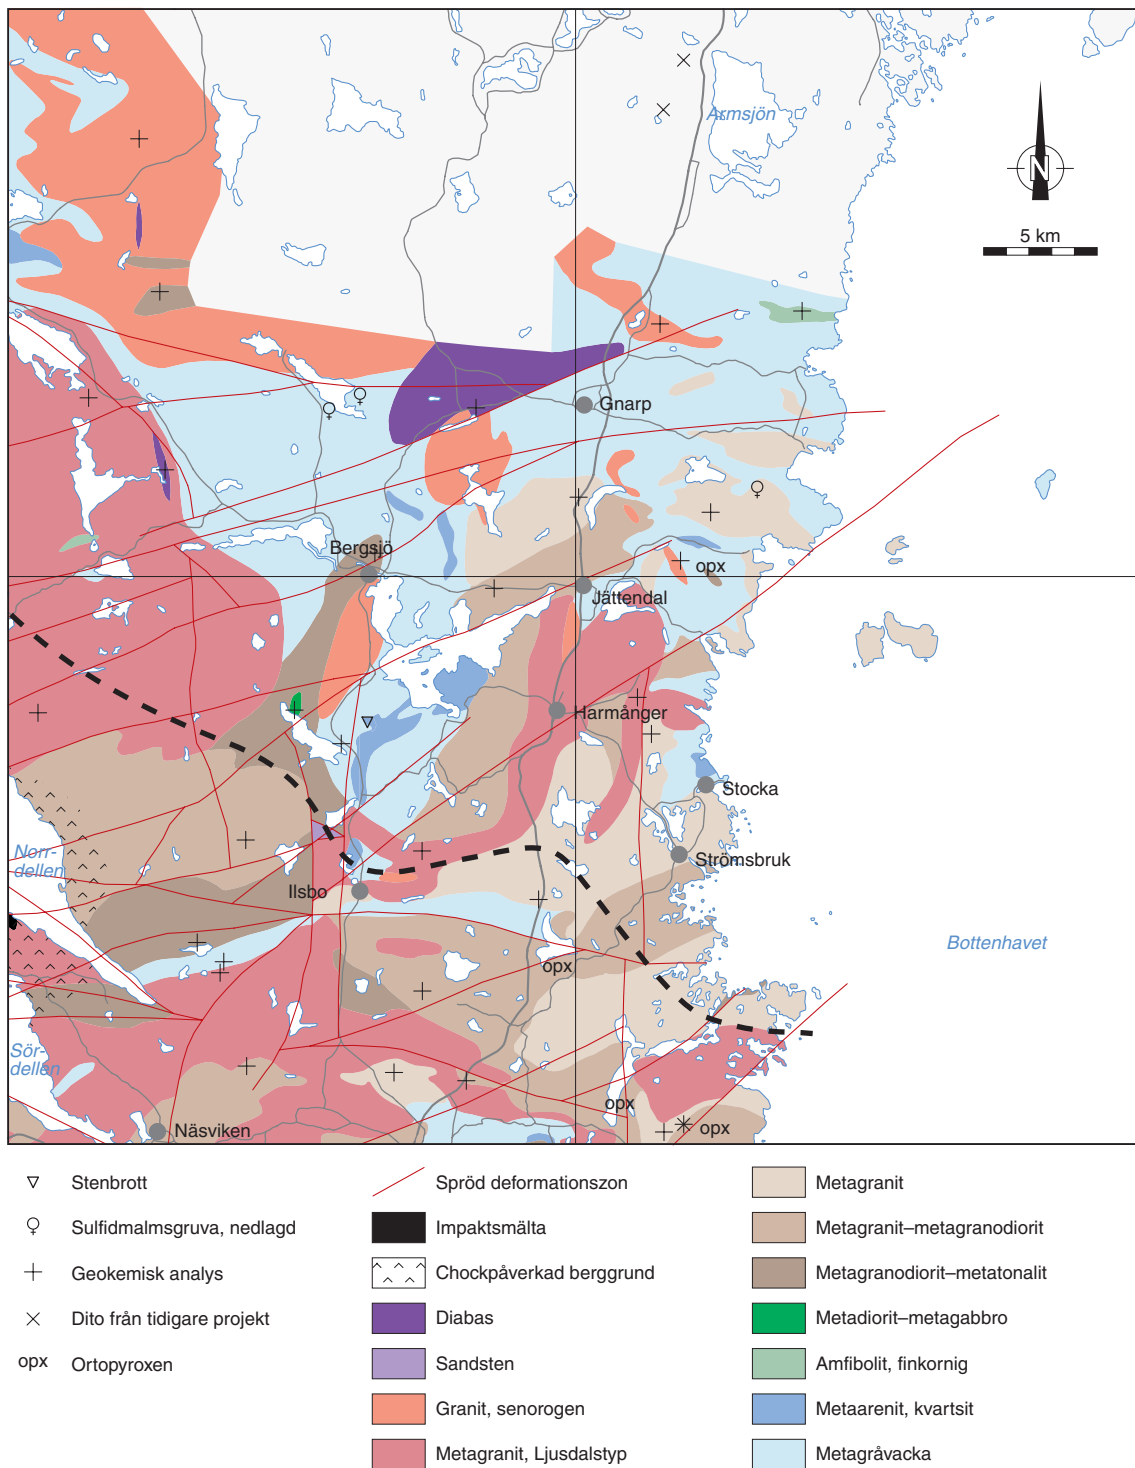 Armsjön
N
5 km
Gnarp
Bergsjö
opx
Jättendal
Harmånger
Stocka
Norr-
dellen
Strömsbruk
Ilsbo
Bottenhavet
opx
Sör-
dellen
opx
Näsviken
opx
Stenbrott
Sulfidmalmsgruva, nedlagd
Geokemisk analys
Dito från tidigare projekt
opx Ortopyroxen
Spröd deformationszon
Impaktsmälta
Chockpåverkad berggrund
Diabas
Sandsten
Granit, senorogen
Metagranit, Ljusdalstyp
Metagranit
Metagranit–metagranodiorit
Metagranodiorit–metatonalit
Metadiorit–metagabbro
Amfibolit, finkornig
Metaarenit, kvartsit
Metagråvacka